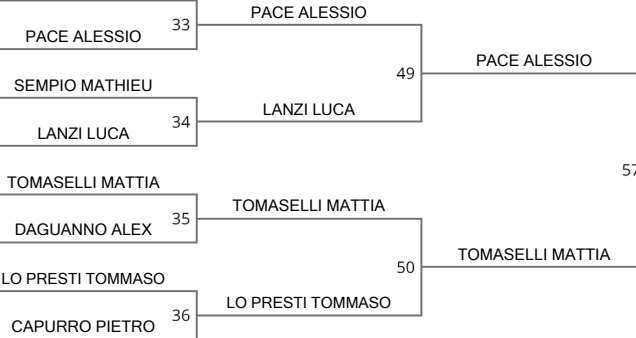 PACE ALESSIO
33
PACE ALESSIO
SEMPIO MATHIEU
34
LANZI LUCA
LANZI LUCA
49
PACE ALESSIO
TOMASELLI MATTIA
35
DAGUANNO ALEX
TOMASELLI MATTIA
LO PRESTI TOMMASO
36
CAPURRO PIETRO
LO PRESTI TOMMASO
50
TOMASELLI MATTIA
57